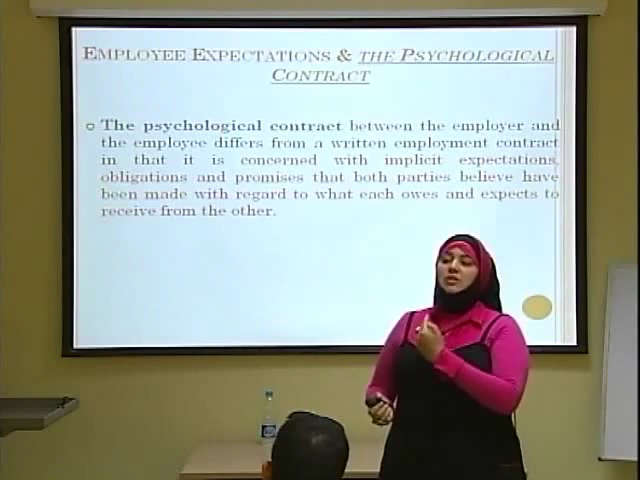 EMPLOYEE EXPECTATIONS & THE PSYCHOLOGICAL
CONTRACT
The psychological contract between the employer and
the employee differs from a written employment contract
in that it is concerned with implicit expectations,
obligations and promises that both parties believe have
been made with regard to what each owes and expects to
receive from the other.